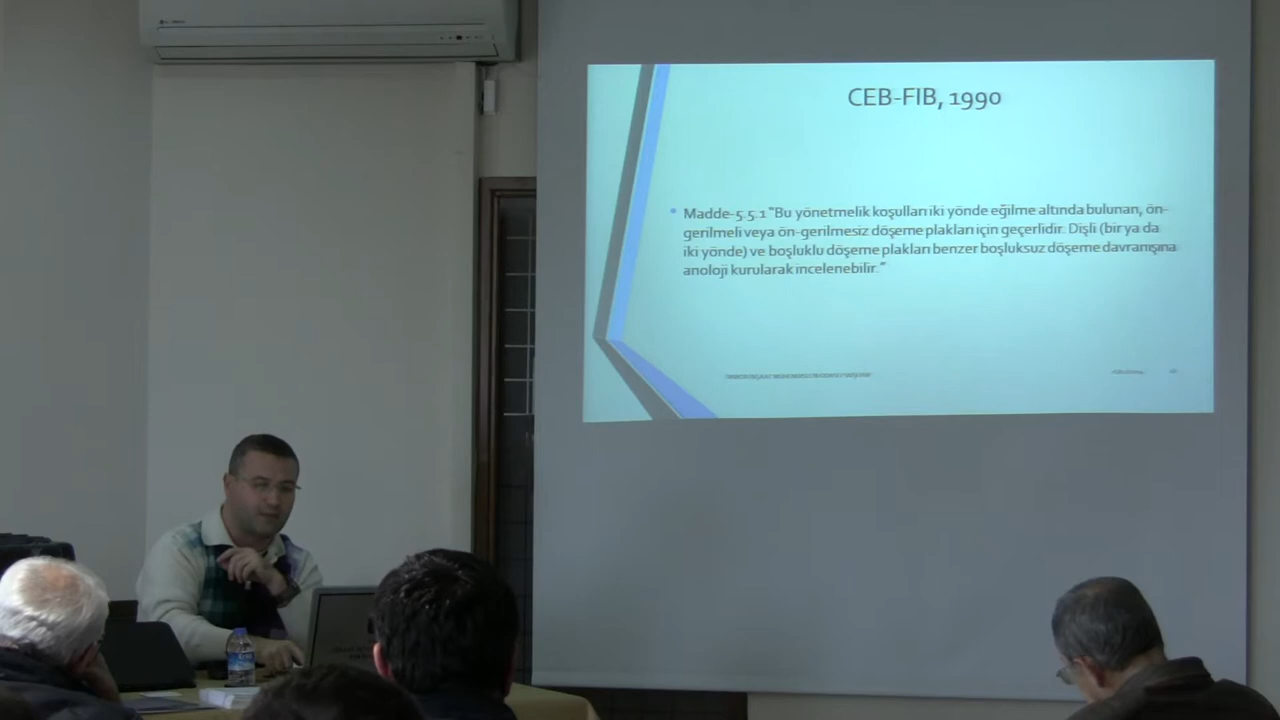 CEB-FIB, 1990
Madde-5.5.1 "Bu yönetmelik koşulları iki yönde eğilme altında bulunan, ön-
gerilmeli veya ön-gerilmesiz döşeme plakları için geçerlidir. Dişli (bir ya da
iki yönde) ve boşluklu döşeme plakları benzer boşluksuz döşeme davranışına
anoloji kurularak incelenebilir."